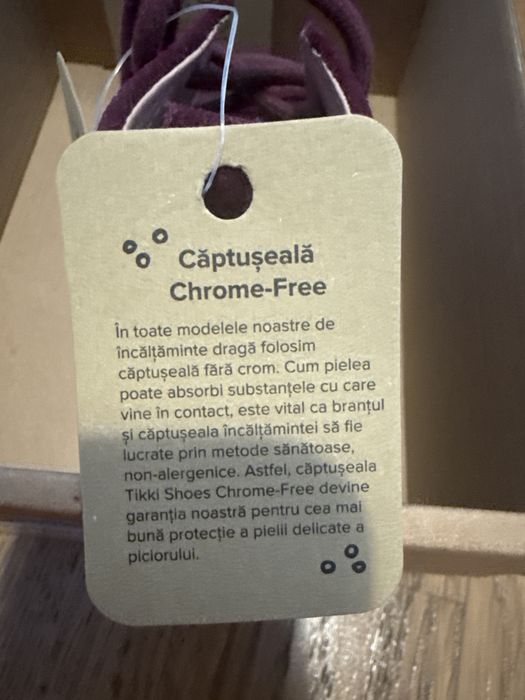 Căptușeală
Chrome-Free
În toate modelele noastre de
încălțăminte dragă folosim
căptușeală fără crom. Cum pielea
poate absorbi substanțele cu care
vine în contact, este vital ca branțul
și căptușeala încălțămintei să fie
lucrate prin metode sănătoase,
non-alergenice. Astfel, căptușeala
Tikki Shoes Chrome-Free devine
garanția noastră pentru cea mai
bună protecție a pielii delicate a
piciorului.